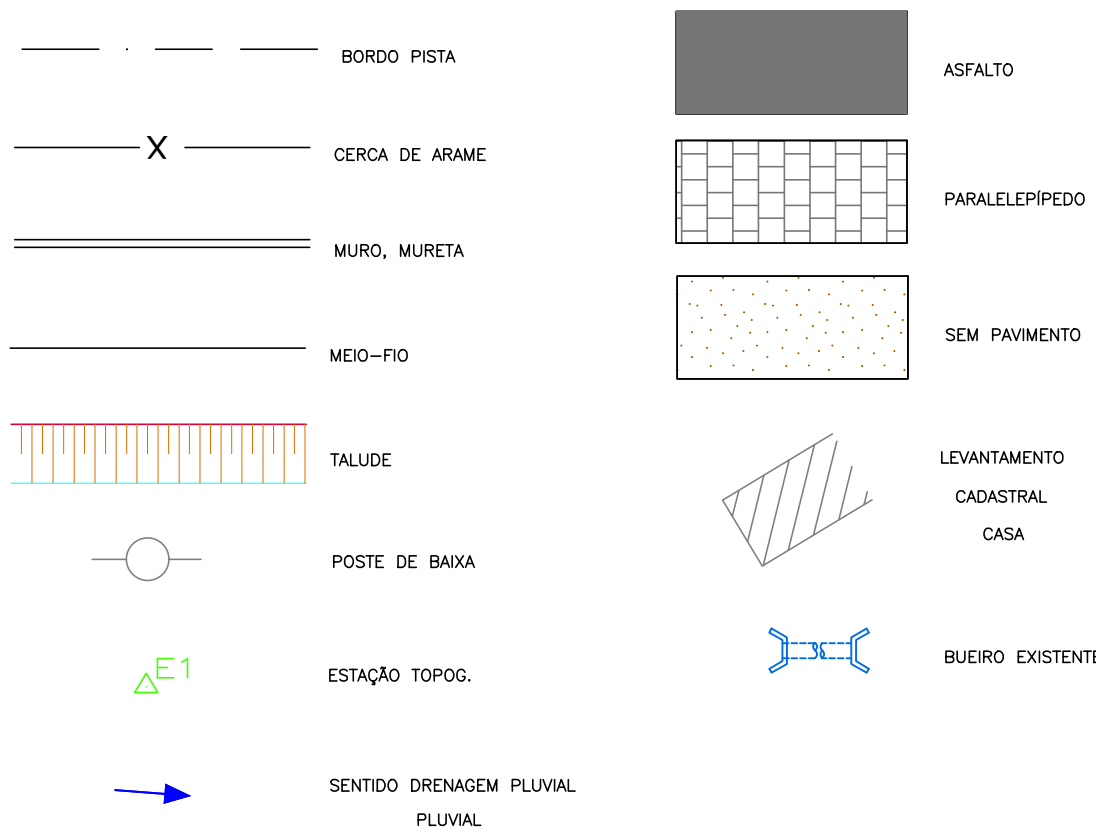 BORDO PISTA
X
CERCA DE ARAME
MURO, MURETA
MEIO-FIO
TALUDE
POSTE DE BAIXA
E1
ESTAÇÃO TOPOG.
SENTIDO DRENAGEM PLUVIAL
PLUVIAL
ASFALTO
PARALELEPÍPEDO
SEM PAVIMENTO
LEVANTAMENTO
CADASTRAL
CASA
BUEIRO EXISTENTE